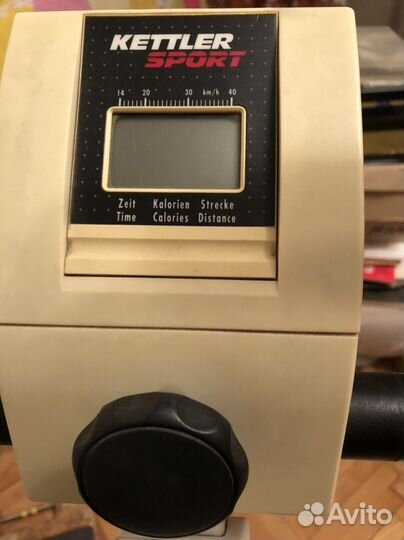 KETTLER
SPORT
14 20 30 km/h 40
Zeit Kalorien Strecke
Time Calories Distance
Avito